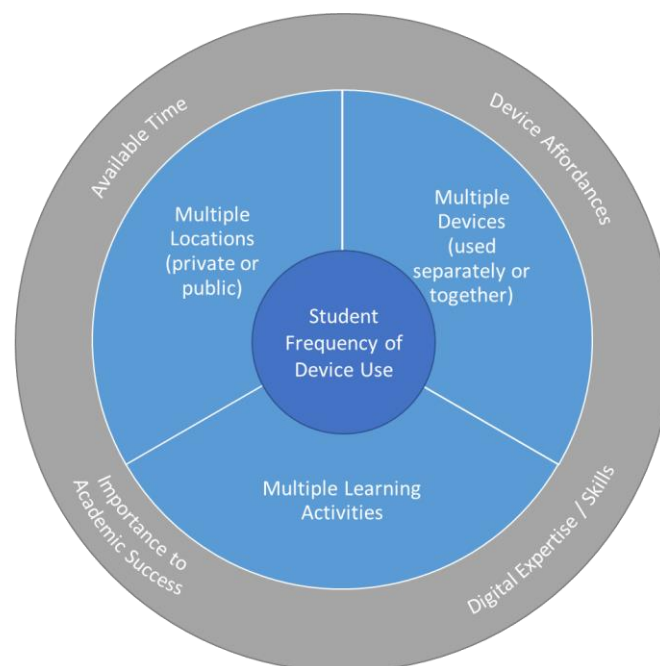 Available Time
Device Affordances
Multiple
Locations
(private or
public)
Multiple
Devices
(used
separately or
together)
Student
Frequency of
Device Use
Multiple Learning
Activities
Importance to
Academic Success
Digital Expertise / Skills